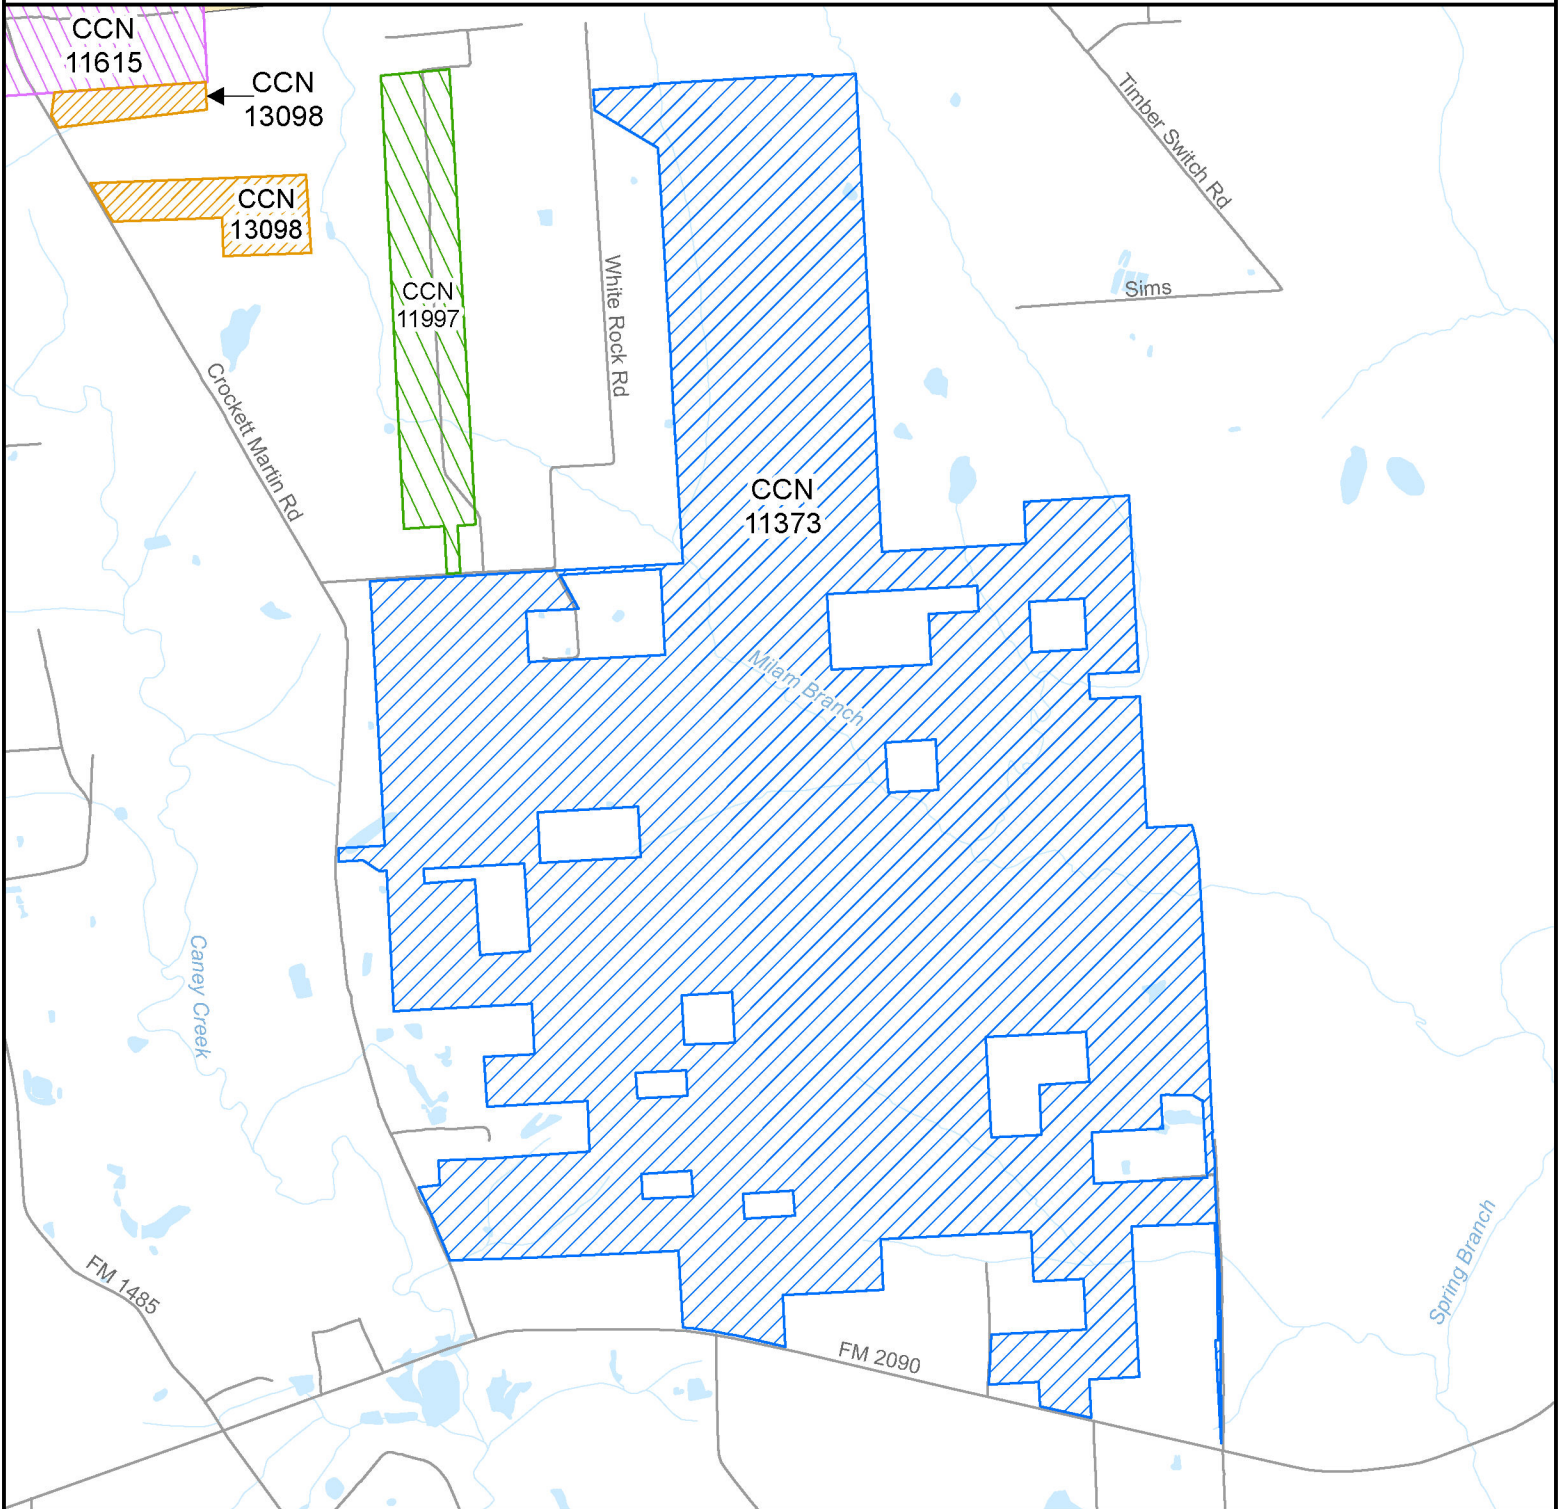 CCN
11615
CCN
13098
CCN
13098
CCN
11997
White Rock Rd
Timber Switch Rd
Sims
Crockett Martin Rd
CCN
11373
Milam Branch
Caney Creek
FM 1485
FM 2090
Spring Branch